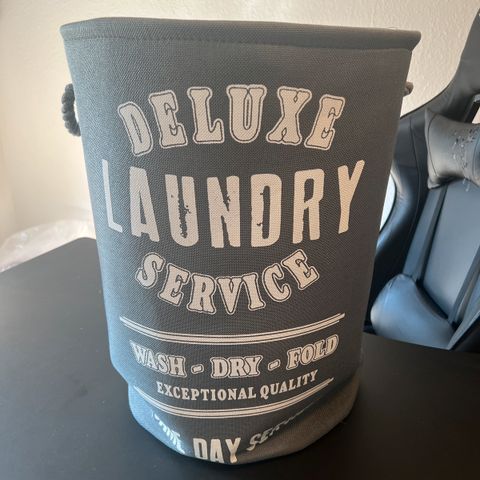 DELUXE
LAUNDRY
SERVICE
WASH - DRY - FOLD
EXCEPTIONAL QUALITY
DAY